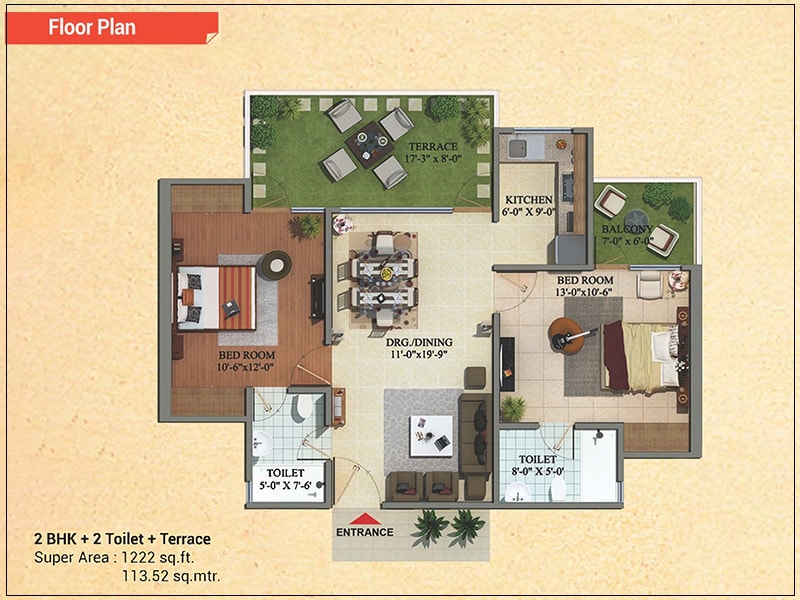 Floor Plan
TERRACE
17'-3" x 8'-0"
KITCHEN
6'-0" X 9'-0"
BALCONY
7'-0" x 6'-0"
BED ROOM
13'-0"x10'-6"
DRG./DINING
11'-0"x19'-9"
BED ROOM
10'-6"x12'-0"
TOILET
5'-0" X 7'-6'
TOILET
8'-0" X 5'-0'
ENTRANCE
2 BHK + 2 Toilet + Terrace
Super Area : 1222 sq.ft.
113.52 sq.mtr.